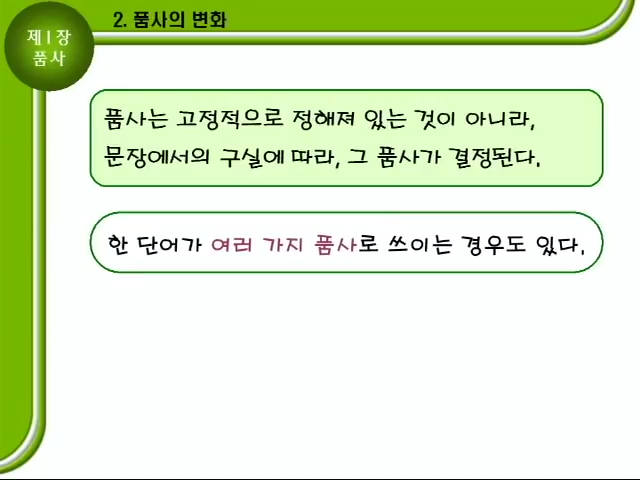 2. 품사의 변화
제 I 장
품사
품사는 고정적으로 정해져 있는 것이 아니라,
문장에서의 구실에 따라, 그 품사가 결정된다.
한 단어가 여러 가지 품사로 쓰이는 경우도 있다.